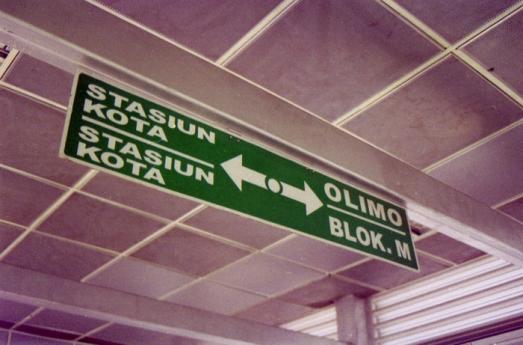 STASIUN
KOTA
STASIUN
KOTA
OLIMO
BLOK. M